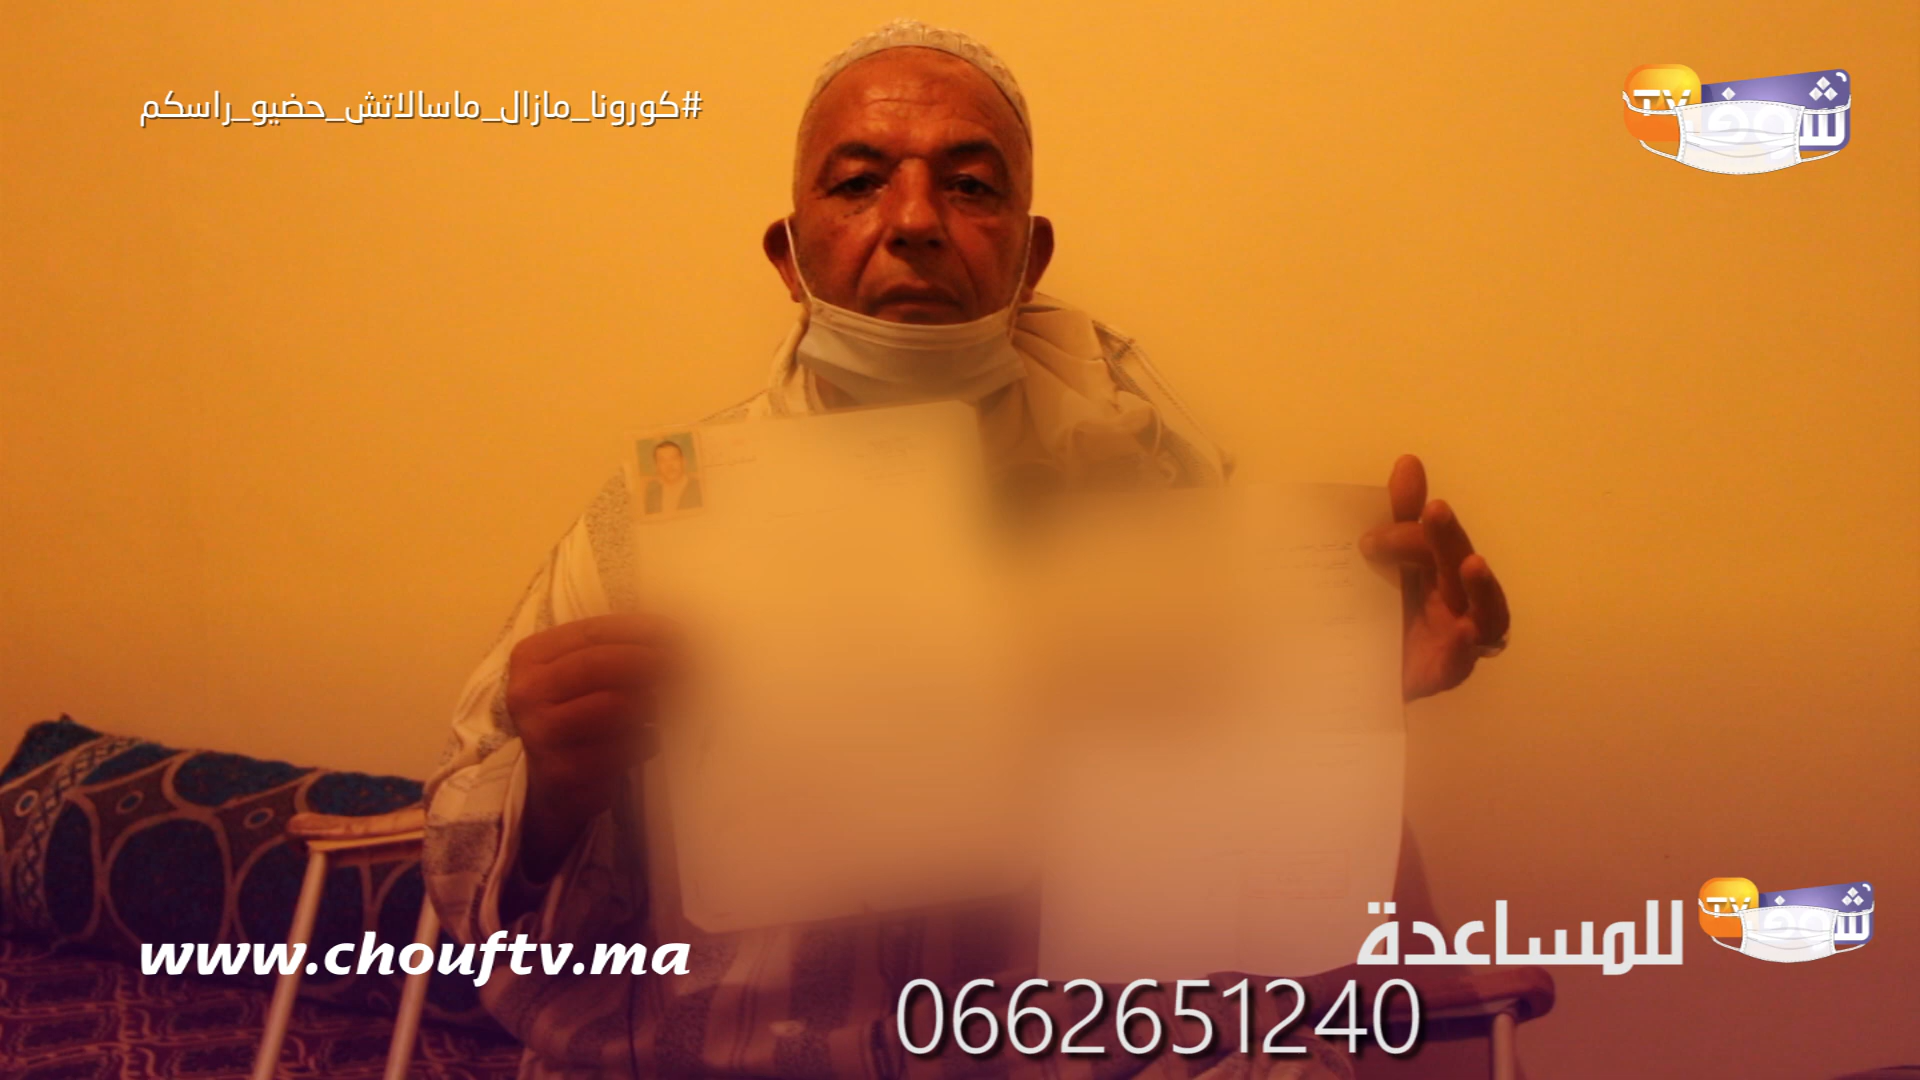 #كورونا_مازال_ماسالاتش_حضيو_راسكم
شوف TV
للمساعدة
شوف TV
www.chouftv.ma
0662651240